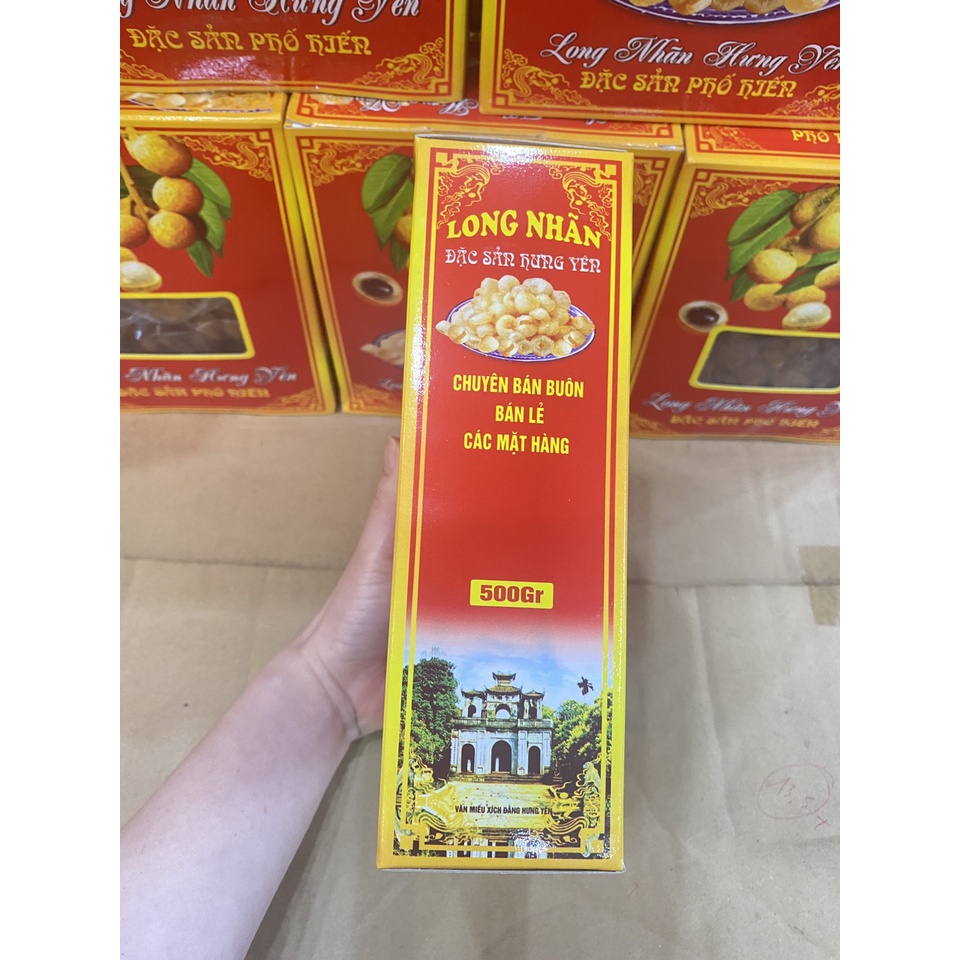 Long Nhãn Hưng Yên
ĐẶC SẢN PHỐ HIẾN
Long Nhãn Hưng Yên
ĐẶC SẢN PHỐ HIẾN
PHỐ HIẾN
LONG NHÃN
ĐẶC SẢN HƯNG YÊN
CHUYÊN BÁN BUÔN
BÁN LẺ
CÁC MẶT HÀNG
500Gr
VĂN MIẾU XÍCH ĐẰNG HƯNG YÊN
Nhãn Hưng Yên
ĐẶC SẢN PHỐ HIẾN
Long Nhãn Hưng Yên
ĐẶC SẢN PHỐ HIẾN